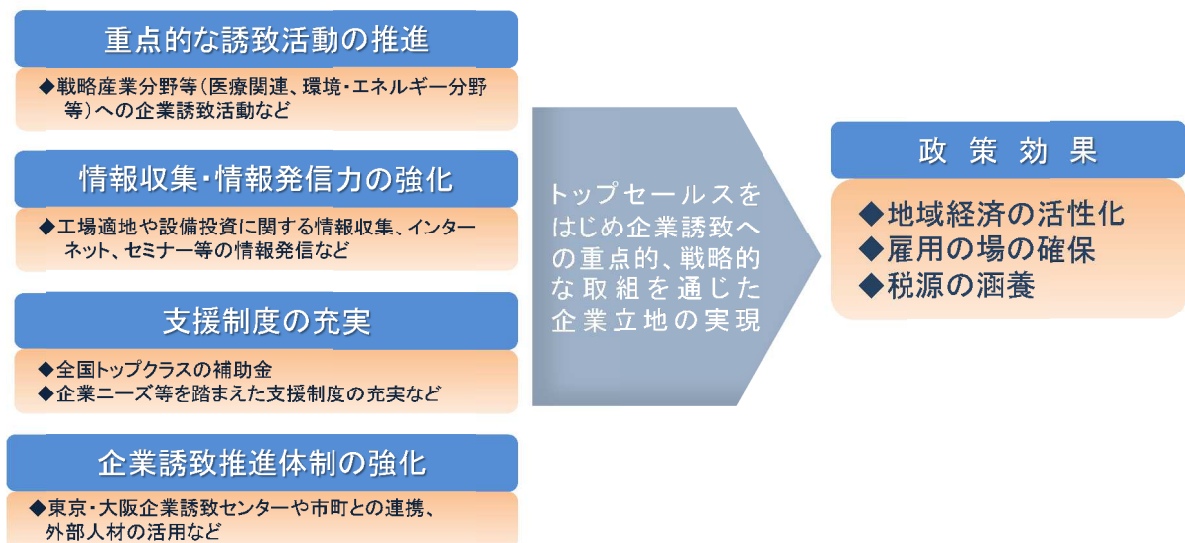 重点的な誘致活動の推進
◆戦略産業分野等(医療関連、環境・エネルギー分野
等)への企業誘致活動など
情報収集・情報発信力の強化
◆工場適地や設備投資に関する情報収集、インター
ネット、セミナー等の情報発信など
支援制度の充実
◆全国トップクラスの補助金
◆企業ニーズ等を踏まえた支援制度の充実など
企業誘致推進体制の強化
◆東京・大阪企業誘致センターや市町との連携、
外部人材の活用など
トップセールスを
はじめ企業誘致へ
の重点的、戦略的
な取組を通じた
企業立地の実現
政策効果
◆地域経済の活性化
◆雇用の場の確保
◆税源の涵養